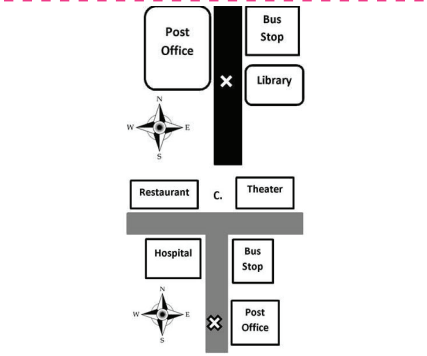 Post
Office
Bus
Stop
Library
N
W E
S
Restaurant
C.
Theater
Hospital
Bus
Stop
N
W E
S
Post
Office